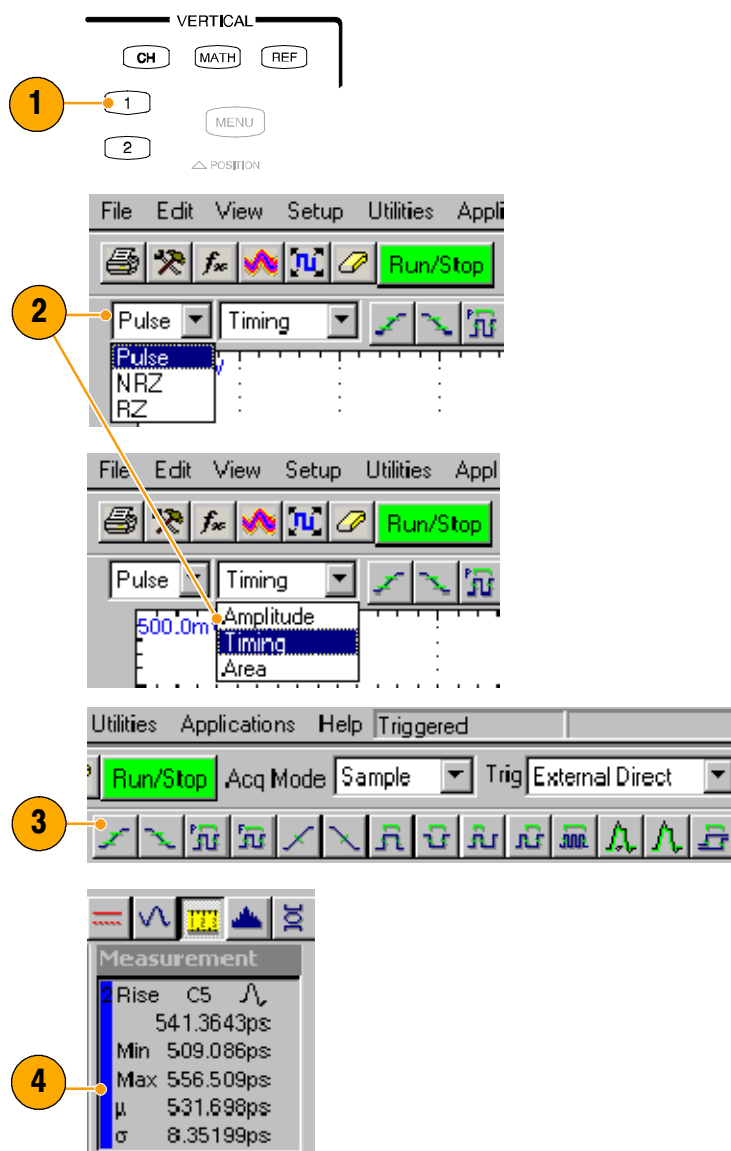 VERTICAL
CH MATH REF
1
1
MENU
2
△ POSITION
File Edit View Setup Utilities Appli
Run/Stop
2
Pulse Timing
Pulse
NRZ
RZ
File Edit View Setup Utilities Appl
Run/Stop
Pulse Timing
500.0m Amplitude
Timing
Area
Utilities Applications Help Triggered
Run/Stop Acq Mode Sample Trig External Direct
3
Measurement
2 Rise C5
541.3643ps
Min 509.086ps
4
Max 556.509ps
μ 531.698ps
σ 8.35199ps